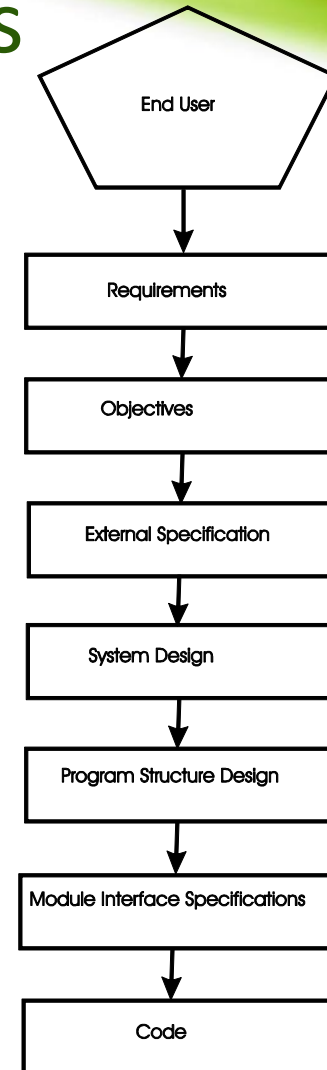 s
End User
Requirements
Objectives
External Specification
System Design
Program Structure Design
Module Interface Specifications
Code